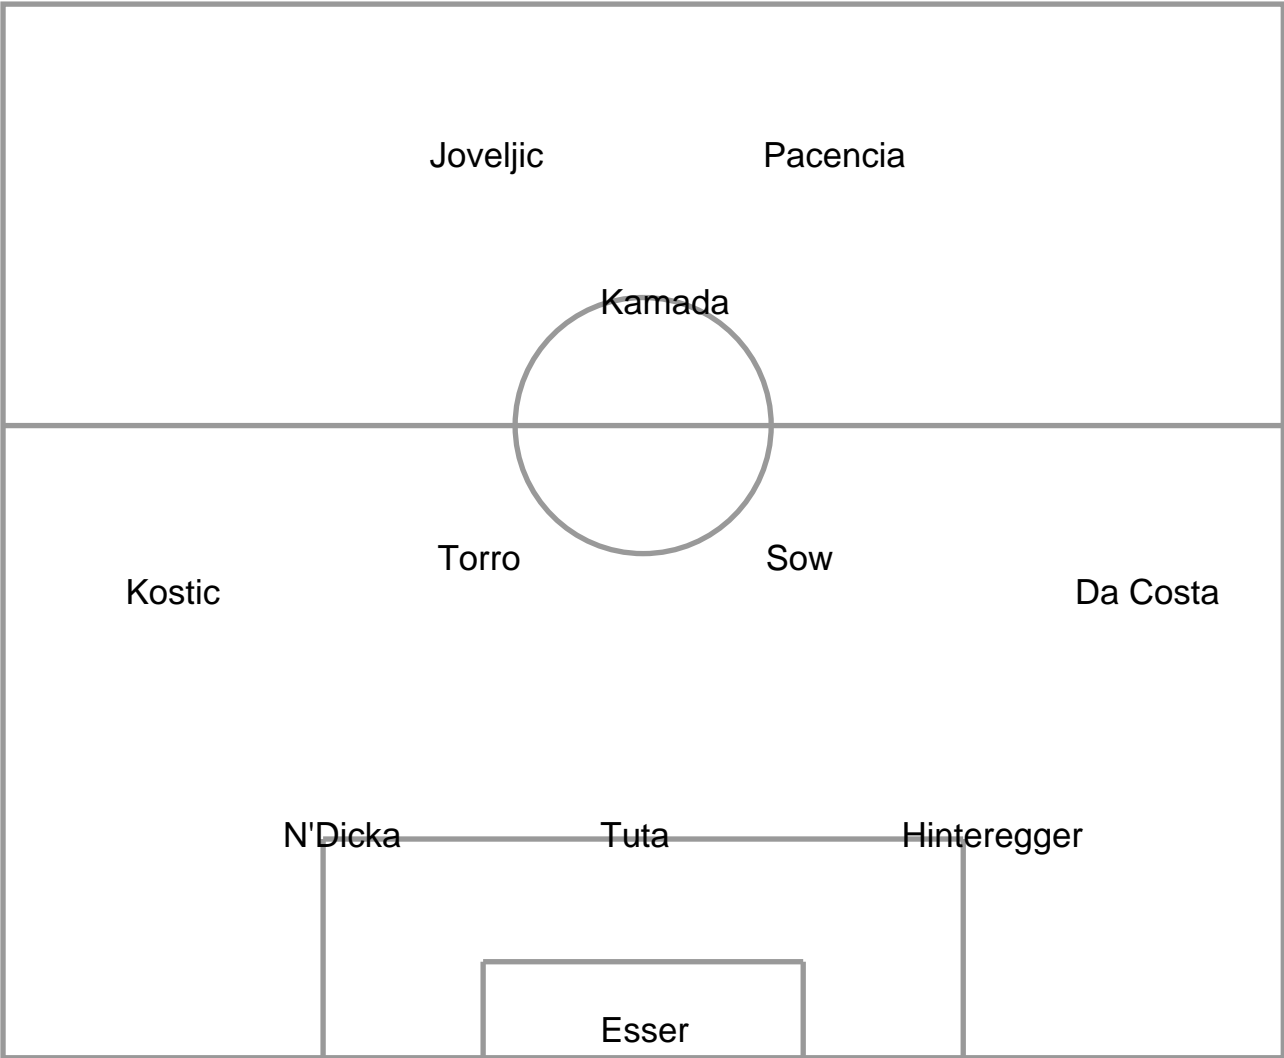 Joveljic Pacencia
Kamada
Torro Sow
Kostic Da Costa
N'Dicka Tuta Hinteregger
Esser